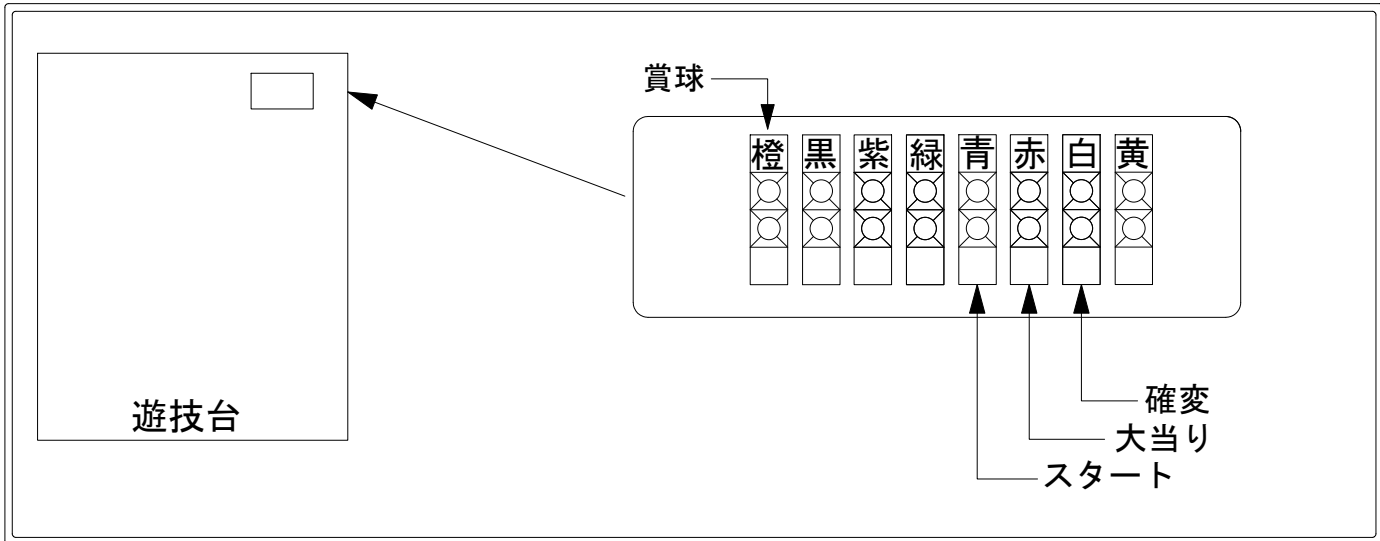 賞球
橙 黒 紫 緑 青 赤 白 黄
確変
遊技台
大当り
スタート